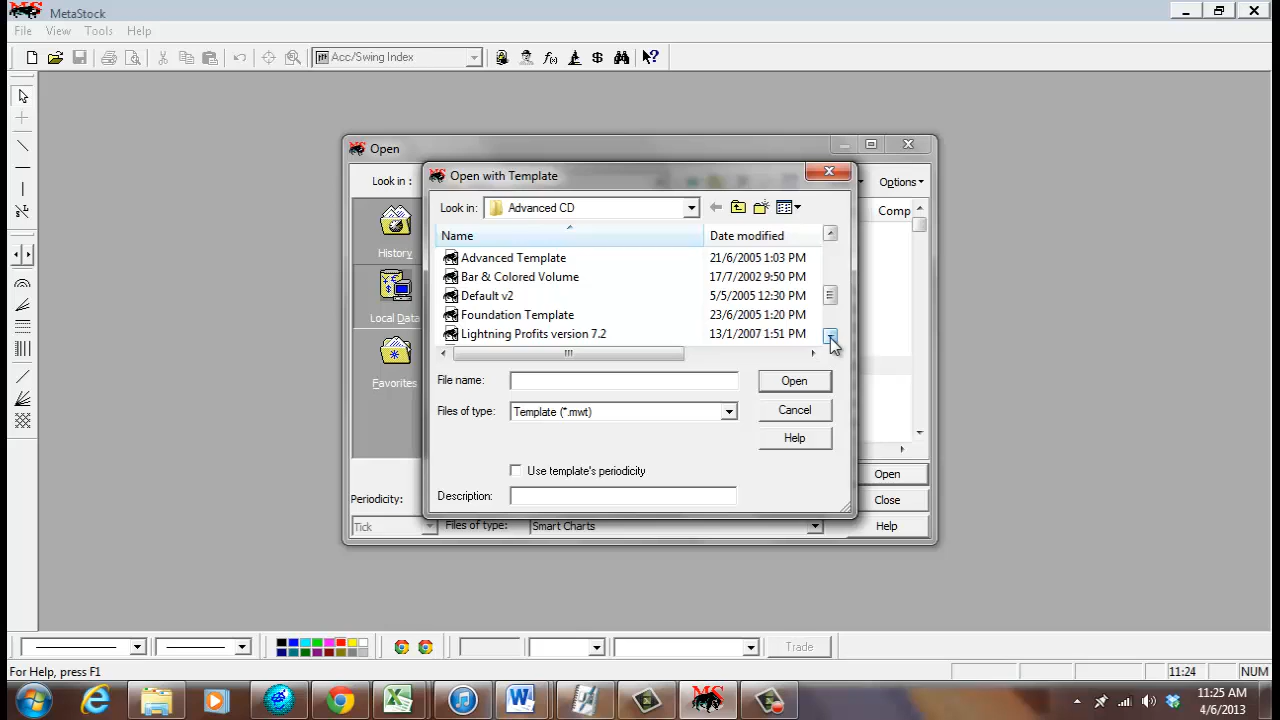 MetaStock
File View Tools Help
Acc/Swing Index
Open
Open with Template
Look in :
Options
Look in: Advanced CD
Comp
Name Date modified
History
Advanced Template 21/6/2005 1:03 PM
Bar & Colored Volume 17/7/2002 9:50 PM
Default v2 5/5/2005 12:30 PM
Local Data
Foundation Template 23/6/2005 1:20 PM
Lightning Profits version 7.2 13/1/2007 1:51 PM
Favorites
File name: Open
Files of type: Template (*.mwt) Cancel
Help
Use template's periodicity
Open
Description:
Periodicity: Close
Tick Files of type: Smart Charts Help
Trade
For Help, press F1 11:24 NUM
11:25 AM
4/6/2013